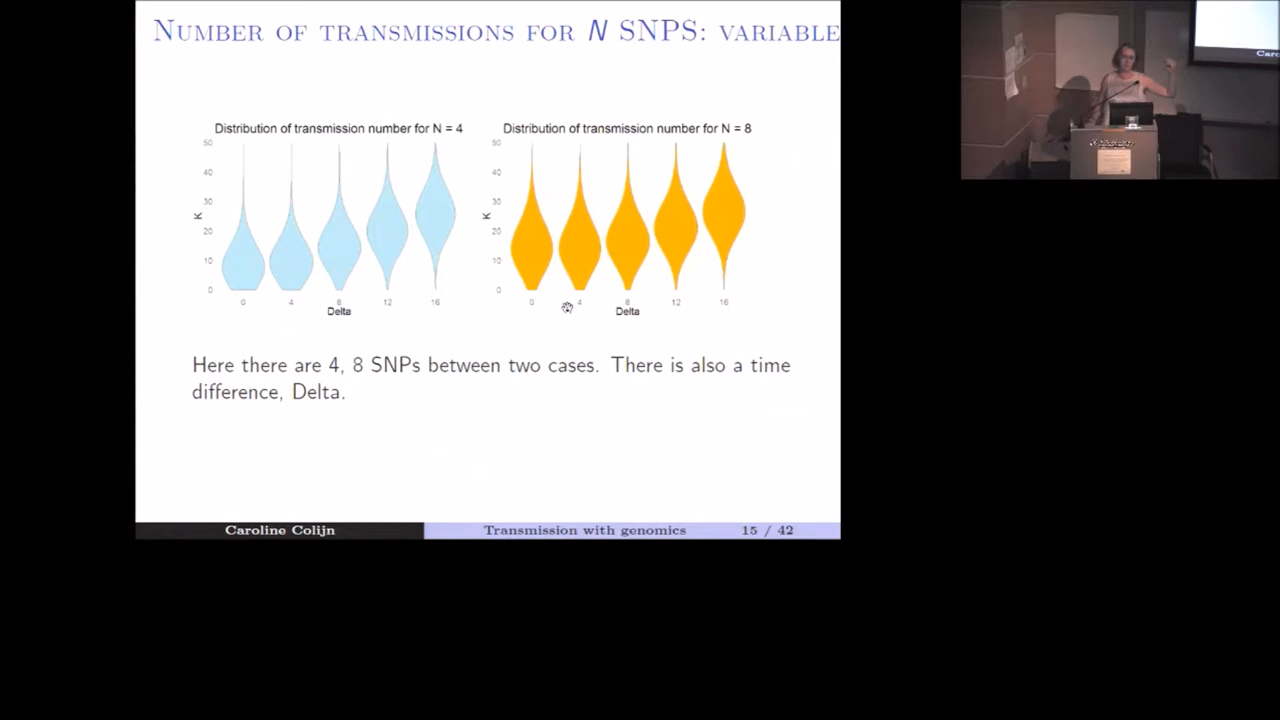 NUMBER OF TRANSMISSIONS FOR N SNPS: VARIABLE
Distribution of transmission number for N = 4
50
40
30
20
10
0
K
0 4 8 12 16
Delta
Distribution of transmission number for N = 8
50
40
30
20
10
0
K
0 4 8 12 16
Delta
Here there are 4, 8 SNPs between two cases. There is also a time
difference, Delta.
Caroline Colijn Transmission with genomics 15 / 42
Caro